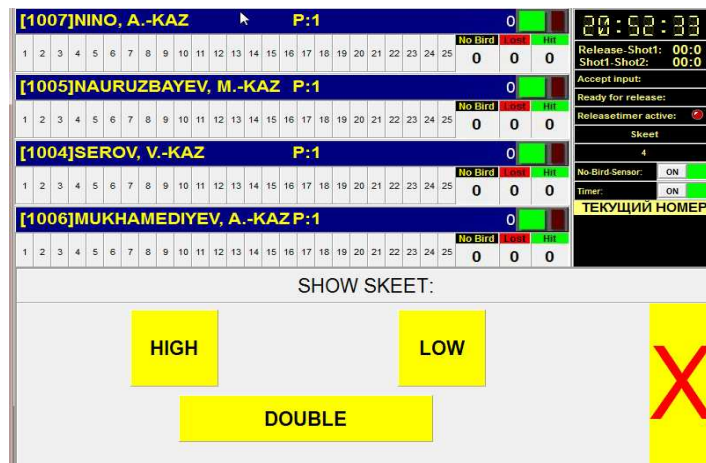 [1007]NINO, A.-KAZ P:1 0
No Bird Lost Hit
1 2 3 4 5 6 7 8 9 10 11 12 13 14 15 16 17 18 19 20 21 22 23 24 25 0 0 0
[1005]NAURUZBAYEV, M.-KAZ P:1 0
No Bird Lost Hit
1 2 3 4 5 6 7 8 9 10 11 12 13 14 15 16 17 18 19 20 21 22 23 24 25 0 0 0
[1004]SEROV, V.-KAZ P:1 0
No Bird Lost Hit
1 2 3 4 5 6 7 8 9 10 11 12 13 14 15 16 17 18 19 20 21 22 23 24 25 0 0 0
[1006]MUKHAMEDIYEV, A.-KAZ P:1 0
No Bird Lost Hit
1 2 3 4 5 6 7 8 9 10 11 12 13 14 15 16 17 18 19 20 21 22 23 24 25 0 0 0
20:52:33
Release-Shot1: 00:0
Shot1-Shot2: 00:0
Accept input:
Ready for release:
Releasetimer active:
Skeet
4
No-Bird-Sensor: ON
Timer: ON
ТЕКУЩИЙ НОМЕР
SHOW SKEET:
HIGH LOW
DOUBLE
X